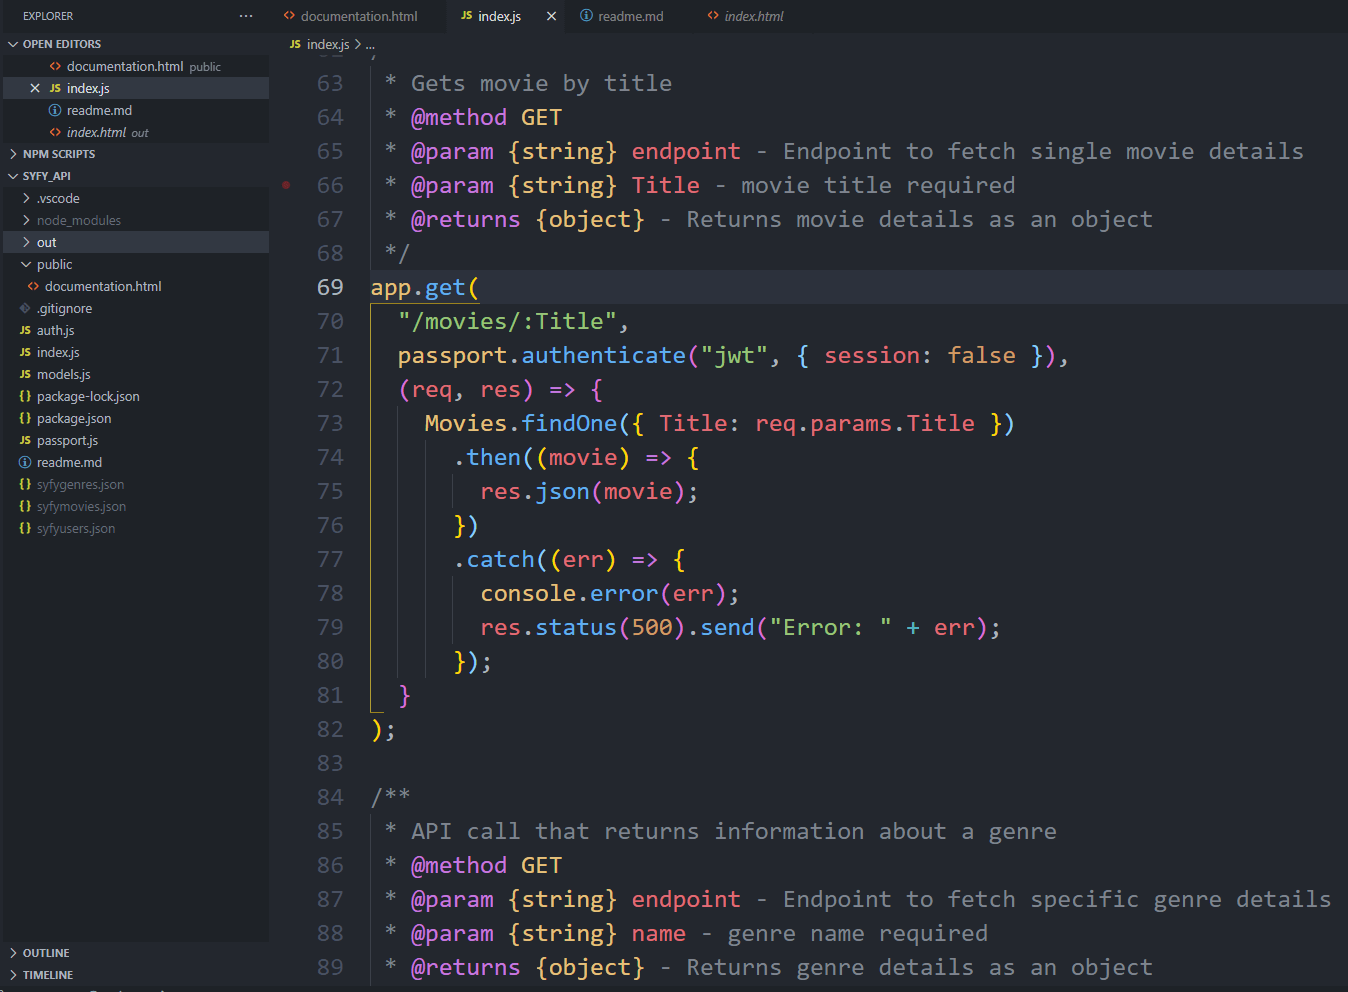 EXPLORER ...
documentation.html
JS index.js
readme.md
index.html
OPEN EDITORS
documentation.html public
JS index.js
readme.md
index.html out
NPM SCRIPTS
SYFY_API
.vscode
node_modules
out
public
documentation.html
.gitignore
JS auth.js
JS index.js
JS models.js
{} package-lock.json
{} package.json
JS passport.js
readme.md
{} syfygenres.json
{} syfymovies.json
{} syfyusers.json
OUTLINE
TIMELINE
JS index.js > ...
63 * Gets movie by title
64 * @method GET
65 * @param {string} endpoint - Endpoint to fetch single movie details
66 * @param {string} Title - movie title required
67 * @returns {object} - Returns movie details as an object
68 */
69 app.get(
70 "/movies/:Title",
71 passport.authenticate("jwt", { session: false }),
72 (req, res) => {
73 Movies.findOne({ Title: req.params.Title })
74 .then((movie) => {
75 res.json(movie);
76 })
77 .catch((err) => {
78 console.error(err);
79 res.status(500).send("Error: " + err);
80 });
81 }
82 );
83
84 /**
85 * API call that returns information about a genre
86 * @method GET
87 * @param {string} endpoint - Endpoint to fetch specific genre details
88 * @param {string} name - genre name required
89 * @returns {object} - Returns genre details as an object